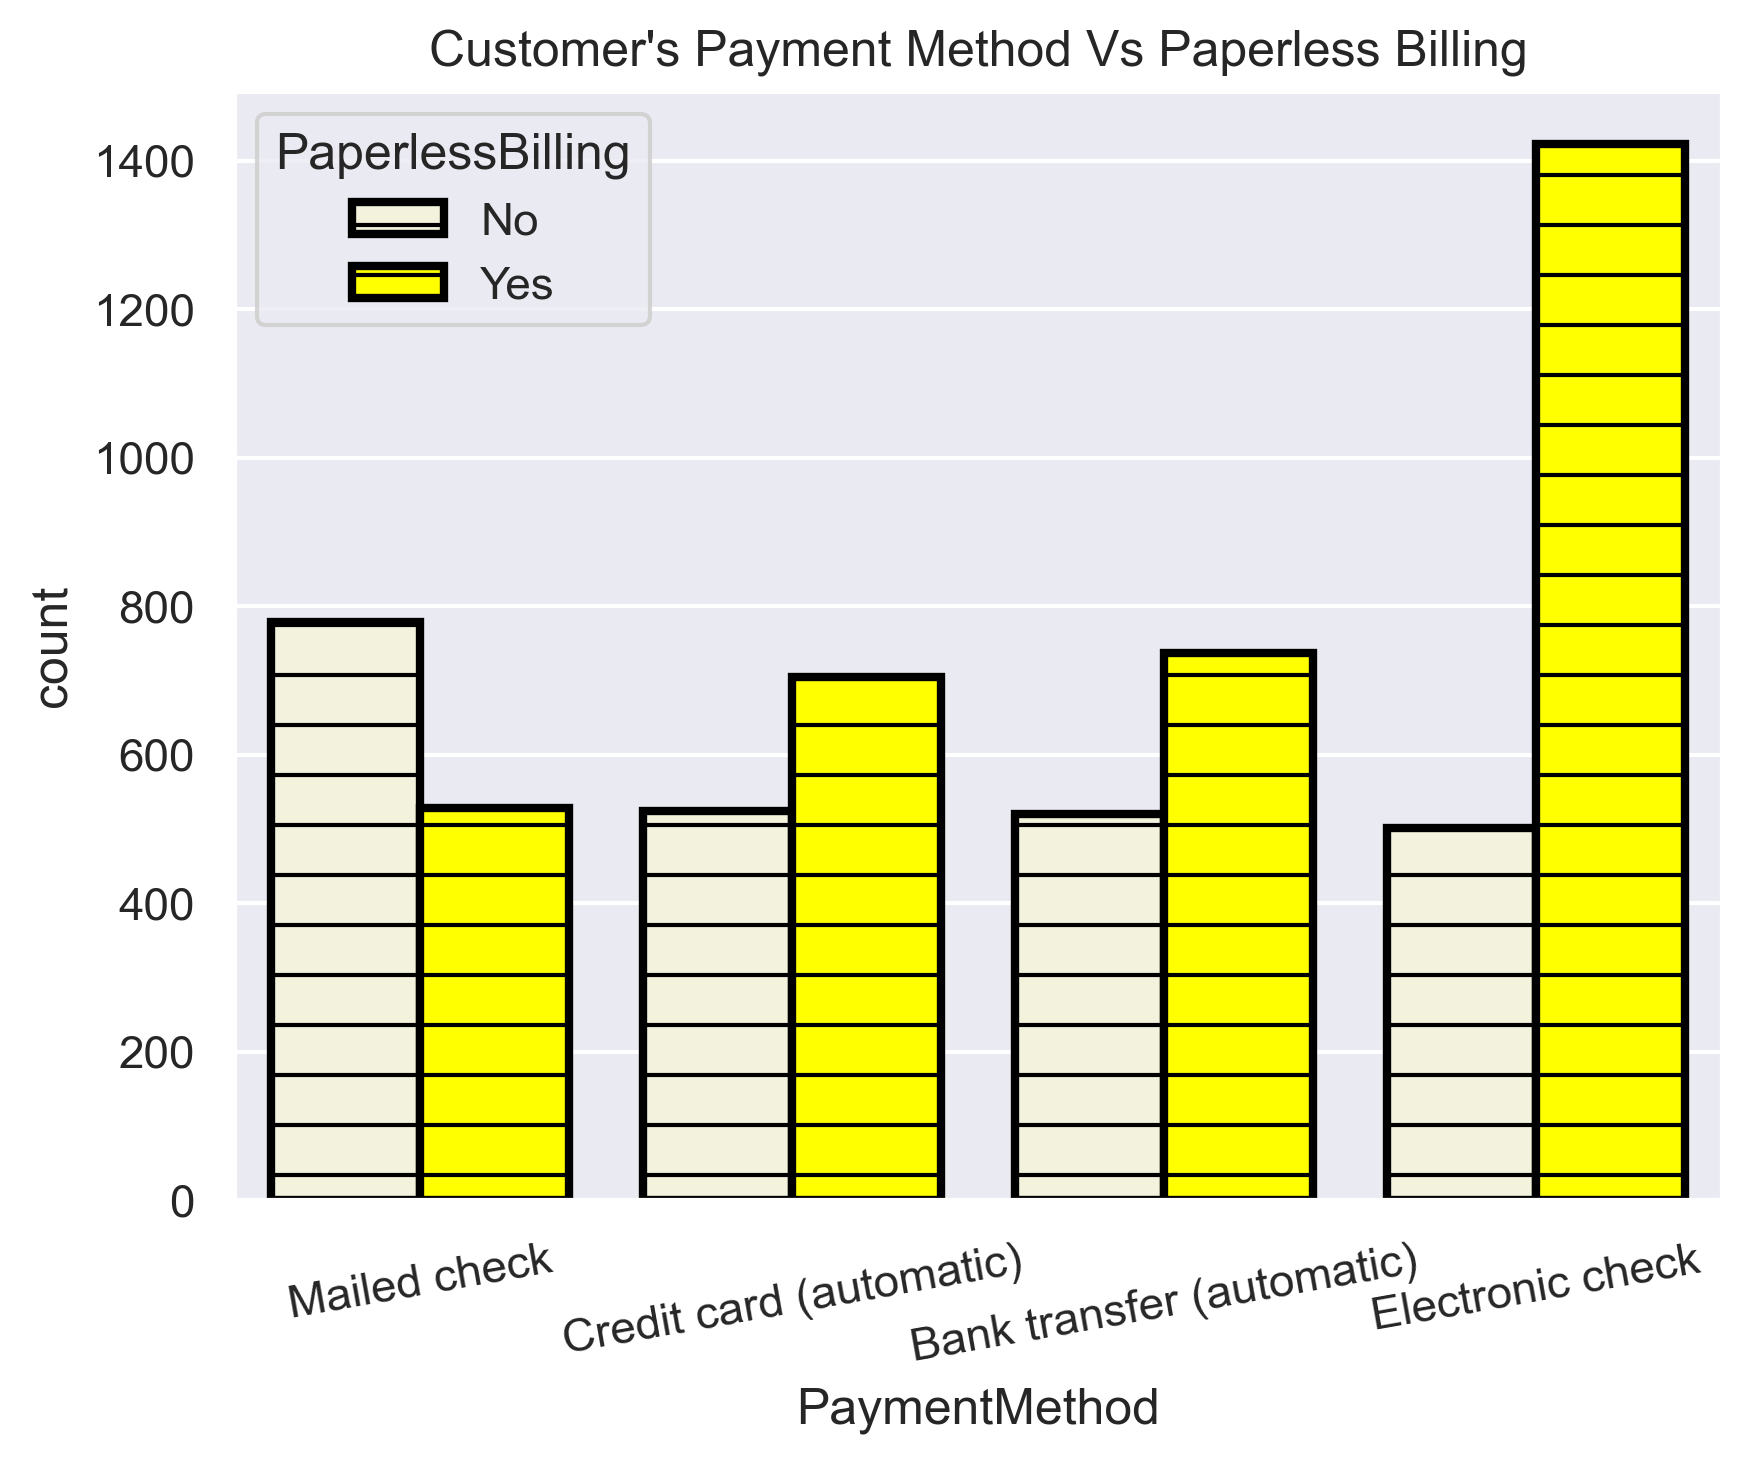 Customer's Payment Method Vs Paperless Billing
PaperlessBilling
No
Yes
1400
1200
1000
800
600
400
200
0
count
Mailed check
Credit card (automatic)
Bank transfer (automatic)
Electronic check
PaymentMethod